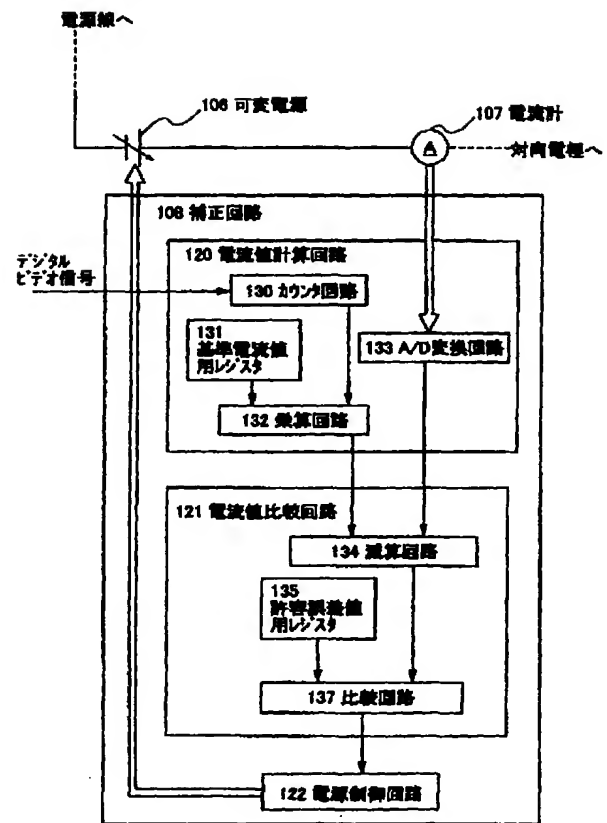 電源線へ
106 可変電源
107 電流計
A
対向電極へ
108 補正回路
120 電流値計算回路
デジタル
ビデオ信号
130 カウンタ回路
131
基準電流値
用レジスタ
133 A/D変換回路
132 乗算回路
121 電流値比較回路
134 減算回路
135
許容誤差値
用レジスタ
137 比較回路
122 電源制御回路